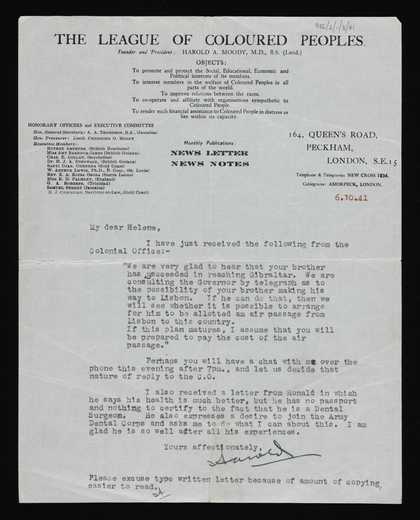 THE LEAGUE OF COLOURED PEOPLES
Founder and President: HAROLD A. MOODY, M.D., B.S. (Lond.)
OBJECTS:
To promote and protect the Social, Educational, Economic and
Political interests of its members.
To interest members in the welfare of Coloured Peoples in all
parts of the world.
To improve relations between the races.
To co-operate and affiliate with organisations sympathetic to
Coloured People.
To render such financial assistance to Coloured People in distress as
lies within its capacity
HONORARY OFFICERS and EXECUTIVE COMMITTEE
Hon. General Secretary:
Hon. Treasurer:
Executive Members:
Monthly Publications:
NEWS LETTER
NEWS NOTES
164, QUEEN'S ROAD,
PECKHAM,
LONDON, S.E.15
Telephone & Telegrams: NEW CROSS 1834.
LONDON.
6.10.41
My dear Helena,
I have just received the following from the
Colonial Office:-
"We are very glad to hear that your brother
has succeeded in reaching Gibraltar. We are
consulting the Governor by telegraph as to
the possibility of your brother making his
way to Lisbon. If he can do that, then we
will see whether it is possible to arrange
for him to be allotted an air passage from
Lisbon to this country.
If this plan matures, I assume that you will
be prepared to pay the cost of the air
passage."
Perhaps you will have a chat with me over the
phone this evening after 7pm., and let us decide that
nature of reply to the C.O.
I also received a letter from Ronald in which
he says his health is much better, but he has no passport
and nothing to certify to the fact that he is a Dental
Surgeon. He also expresses a desire to join the Army
Dental Corps and asks me to do what I can about this. I am
glad he is so well after all his experiences.
Yours affectionately,
Harold
Please excuse type written letter because of amount of copying
easier to read.